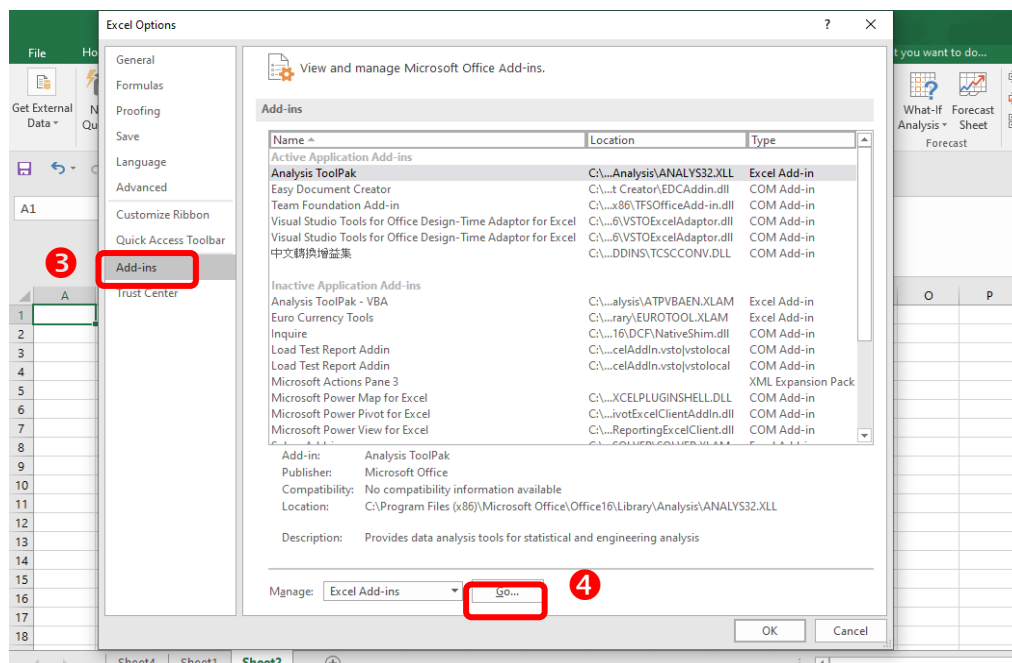 Excel Options
?
File
Ho
t you want to do...
General
Formulas
Proofing
Save
Language
Advanced
Customize Ribbon
Quick Access Toolbar
Add-ins
Trust Center
View and manage Microsoft Office Add-ins.
Add-ins
Name Location Type
Active Application Add-ins
Analysis ToolPak C:\...Analysis\ANALYS32.XLL Excel Add-in
Easy Document Creator C:\...t Creator\EDCAddin.dll COM Add-in
Team Foundation Add-in C:\...x86\TFSOfficeAdd-in.dll COM Add-in
Visual Studio Tools for Office Design-Time Adaptor for Excel C:\...6\VSTOExcelAdaptor.dll COM Add-in
Visual Studio Tools for Office Design-Time Adaptor for Excel C:\...6\VSTOExcelAdaptor.dll COM Add-in
中文轉換增益集 C:\...DDINS\TCSCCONV.DLL COM Add-in
Inactive Application Add-ins
Analysis ToolPak - VBA C:\...alysis\ATPVBAEN.XLAM Excel Add-in
Euro Currency Tools C:\...rary\EUROTOOL.XLAM Excel Add-in
Inquire C:\...16\DCF\NativeShim.dll COM Add-in
Load Test Report Addin C:\...celAddIn.vsto|vstolocal COM Add-in
Load Test Report Addin C:\...celAddIn.vsto|vstolocal COM Add-in
Microsoft Actions Pane 3 XML Expansion Pack
Microsoft Power Map for Excel C:\...XCELPLUGINSHELL.DLL COM Add-in
Microsoft Power Pivot for Excel C:\...ivotExcelClientAddIn.dll COM Add-in
Microsoft Power View for Excel C:\...ReportingExcelClient.dll COM Add-in
Add-in: Analysis ToolPak
Publisher: Microsoft Office
Compatibility: No compatibility information available
Location: C:\Program Files (x86)\Microsoft Office\Office16\Library\Analysis\ANALYS32.XLL
Description: Provides data analysis tools for statistical and engineering analysis
Manage: Excel Add-ins Go...
4
OK Cancel
3
Get External
Data
N
Qu
A1
A
1
2
3
4
5
6
7
8
9
10
11
12
13
14
15
16
17
18
What-If Forecast
Analysis Sheet
Forecast
O P
Sheet4 Sheet1 Sheet2